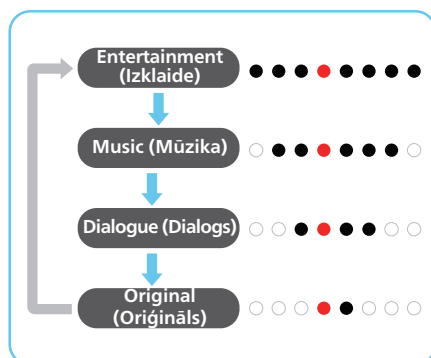 Entertainment
(Izklaide)
Music (Mūzika)
Dialogue (Dialogs)
Original
(Oriģināls)